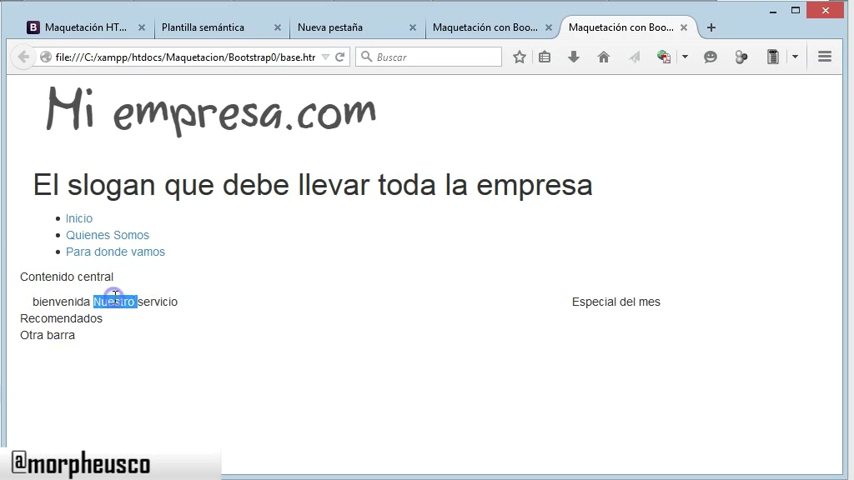 Maquetación HT...
Plantilla semántica
Nueva pestaña
Maquetación con Boo...
Maquetación con Boo...
file:///C:/xampp/htdocs/Maquetacion/Bootstrap0/base.htr
Buscar
Mi empresa.com
El slogan que debe llevar toda la empresa
Inicio
Quienes Somos
Para donde vamos
Contenido central
bienvenida Nuestro servicio
Especial del mes
Recomendados
Otra barra
@morpheusco